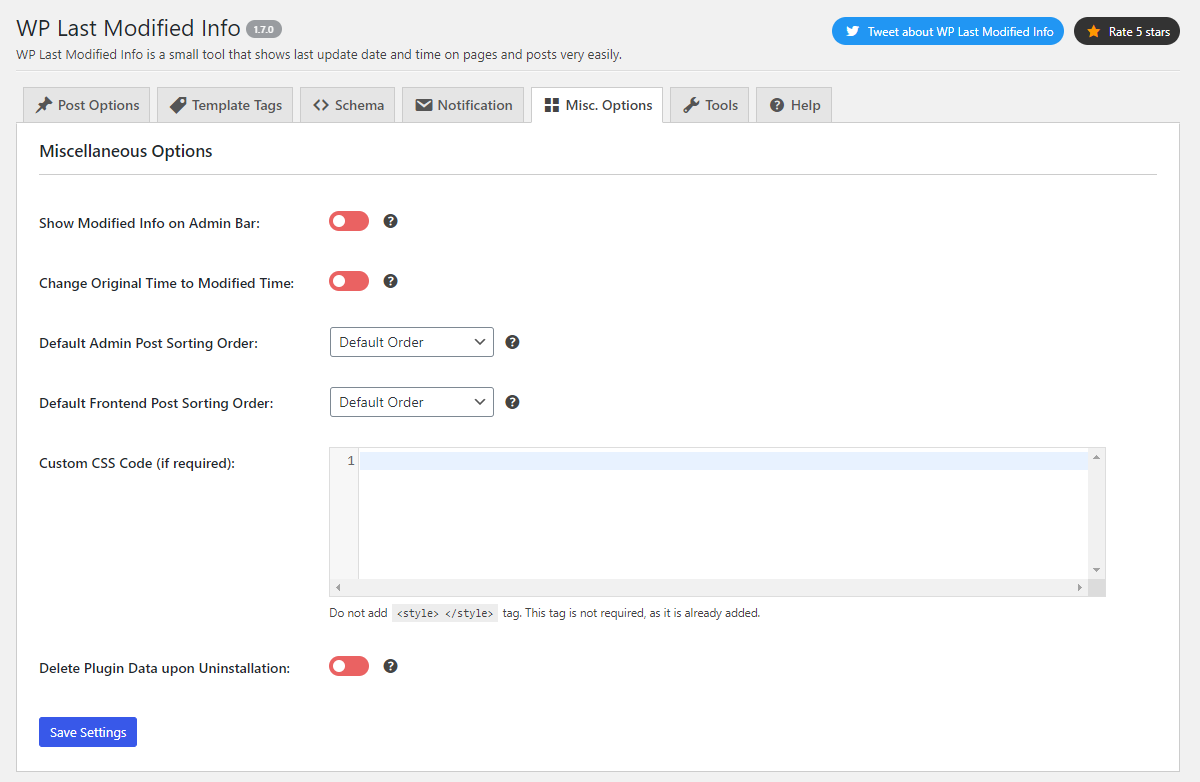 WP Last Modified Info 1.7.0
Tweet about WP Last Modified Info
Rate 5 stars
WP Last Modified Info is a small tool that shows last update date and time on pages and posts very easily.
Post Options
Template Tags
Schema
Notification
Misc. Options
Tools
Help
Miscellaneous Options
Show Modified Info on Admin Bar:
Change Original Time to Modified Time:
Default Admin Post Sorting Order:
Default Order
Default Frontend Post Sorting Order:
Default Order
Custom CSS Code (if required):
1
Do not add <style> </style> tag. This tag is not required, as it is already added.
Delete Plugin Data upon Uninstallation:
Save Settings